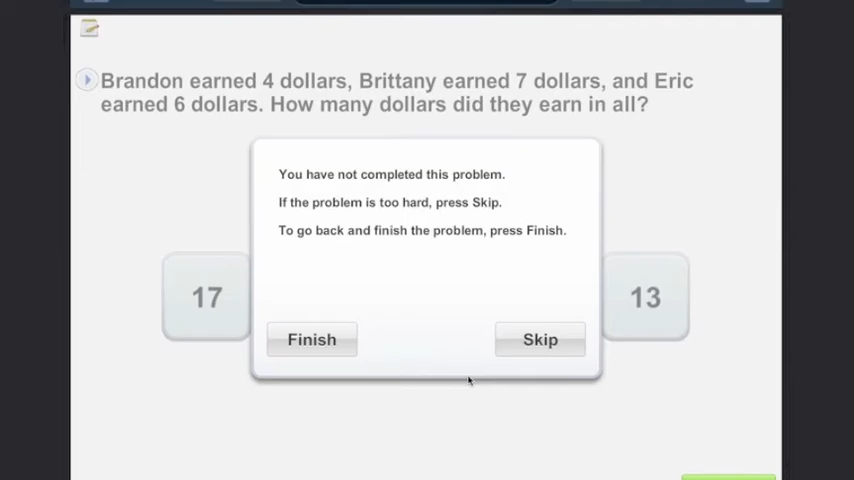 Brandon earned 4 dollars, Brittany earned 7 dollars, and Eric
earned 6 dollars. How many dollars did they earn in all?
You have not completed this problem.
If the problem is too hard, press Skip.
To go back and finish the problem, press Finish.
17
13
Finish
Skip